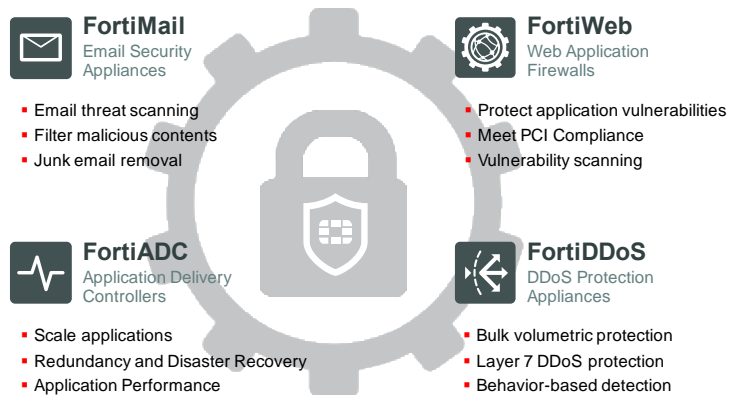 FortiMail
Email Security
Appliances
Email threat scanning
Filter malicious contents
Junk email removal
FortiWeb
Web Application
Firewalls
Protect application vulnerabilities
Meet PCI Compliance
Vulnerability scanning
FortiADC
Application Delivery
Controllers
Scale applications
Redundancy and Disaster Recovery
Application Performance
FortiDDoS
DDoS Protection
Appliances
Bulk volumetric protection
Layer 7 DDoS protection
Behavior-based detection